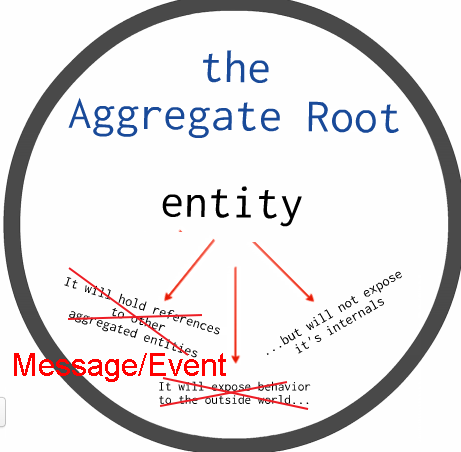 the
Aggregate Root
entity
It will hold references
to other
aggregated entities
...but will not expose
it's internals
Message/Event
It will expose behavior
to the outside world...